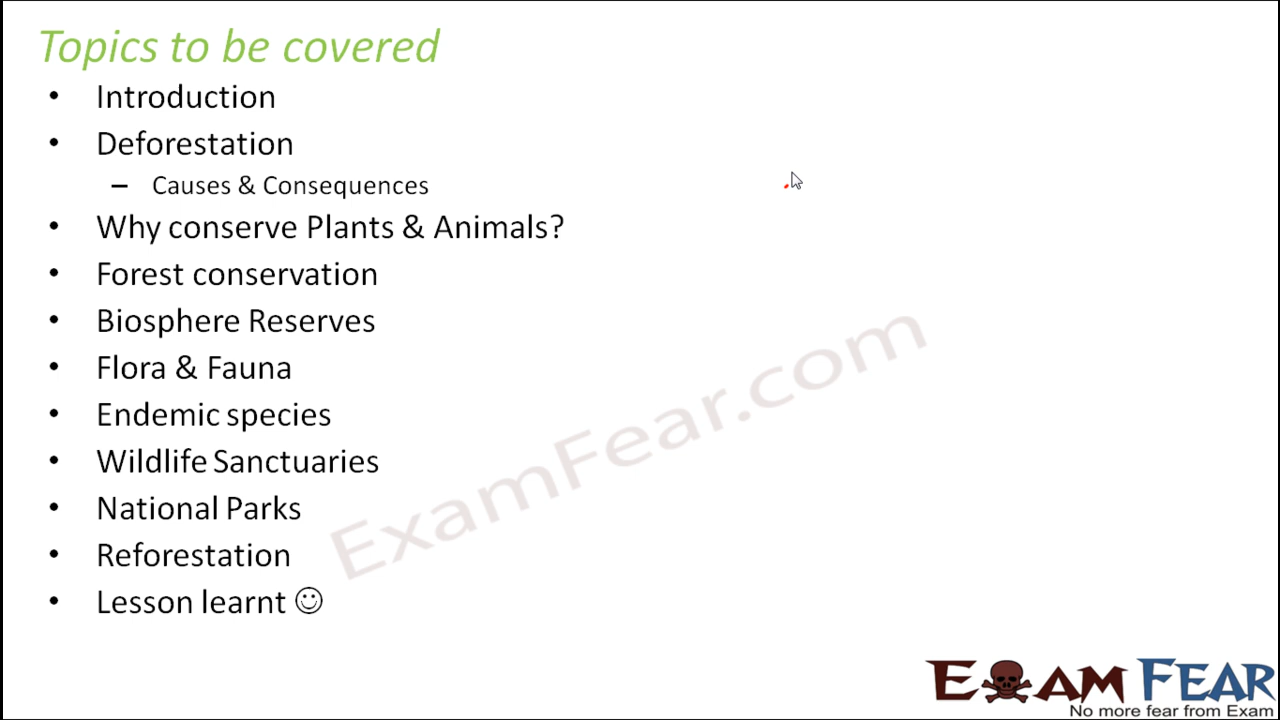 Topics to be covered
• Introduction
• Deforestation
– Causes & Consequences
• Why conserve Plants & Animals?
• Forest conservation
• Biosphere Reserves
• Flora & Fauna
• Endemic species
• Wildlife Sanctuaries
• National Parks
• Reforestation
• Lesson learnt ☺
ExamFear.com
EXAM FEAR
No more fear from Exam